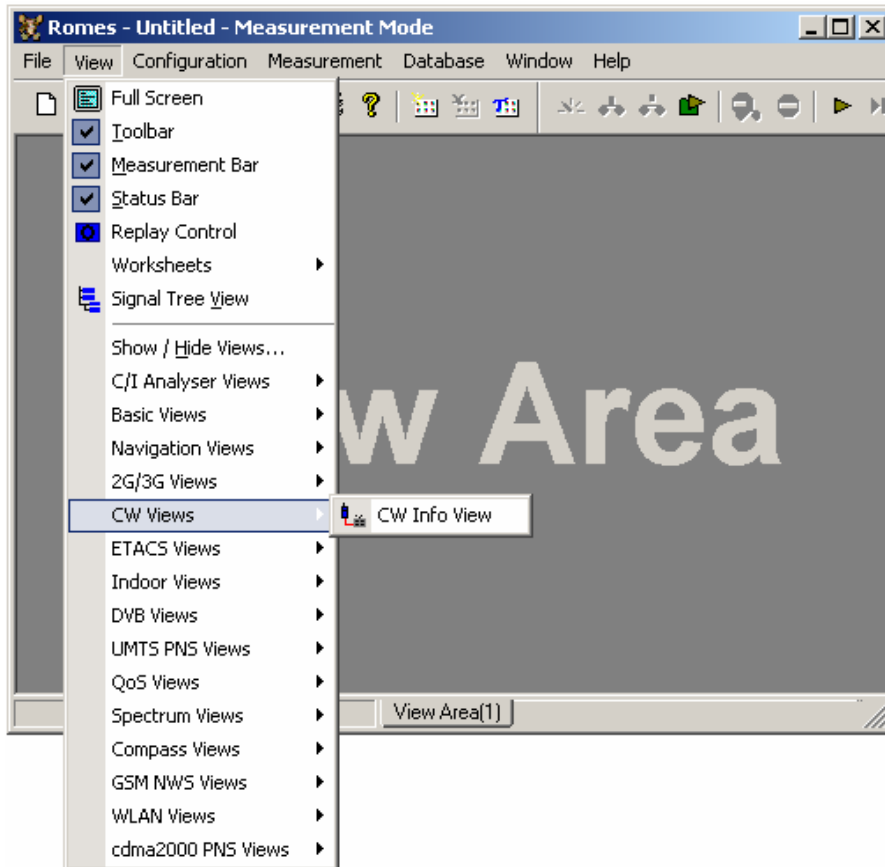 Romes - Untitled - Measurement Mode
File View Configuration Measurement Database Window Help
Full Screen
Toolbar
Measurement Bar
Status Bar
Replay Control
Worksheets
Signal Tree View
Show / Hide Views...
C/I Analyser Views
Basic Views
Navigation Views
2G/3G Views
CW Views
CW Info View
ETACS Views
Indoor Views
DVB Views
UMTS PNS Views
QoS Views
Spectrum Views
Compass Views
GSM NWS Views
WLAN Views
cdma2000 PNS Views
w Area
View Area(1)